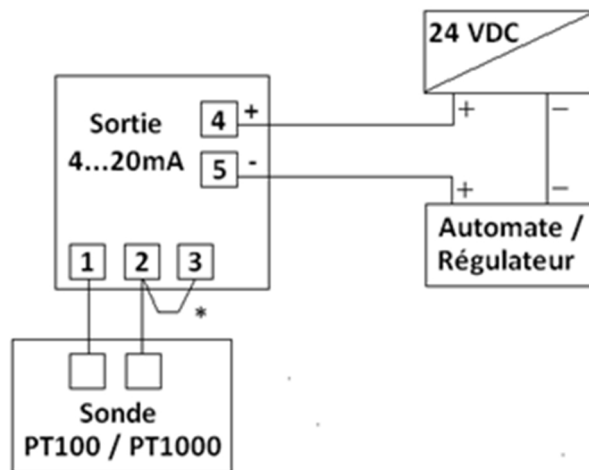 24 VDC
+ −
Sortie
4...20mA
4 +
5 -
+ −
Automate /
Régulateur
1 2 3
*
Sonde
PT100 / PT1000